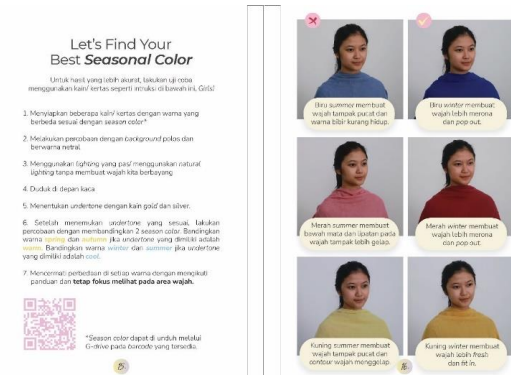 Let's Find Your
Best Seasonal Color
Untuk hasil yang lebih akurat, lakukan uji coba
menggunakan kain/ kertas seperti intruksi dibawah ini, Girls!
1. Menyiapkan beberapa kain/ kertas dengan warna yang
berbeda sesuai dengan season color*
2. Melakukan percobaan dengan background polos dan
berwarna netral
3. Menggunakan lighting yang pas/ menggunakan natural
lighting tanpa membuat wajah kita berbayang
4. Duduk di depan kaca
5. Menentukan undertone dengan kain gold dan silver.
6. Setelah menemukan undertone yang sesuai, lakukan
percobaan dengan membandingkan 2 season color. Bandingkan
warna spring dan autumn jika undertone yang dimiliki adalah
warm. Bandingkan warna winter dan summer jika undertone
yang dimiliki adalah cool.
7. Mencermati perbedaan di setiap warna dengan mengikuti
panduan dan tetap fokus melihat pada area wajah.
*Season color dapat di unduh melalui
G-drive pada barcode yang tersedia.
15
Biru summer membuat
wajah tampak pucat dan
warna bibir kurang hidup.
Biru winter membuat
wajah lebih merona
dan pop out.
Merah summer membuat
bawah mata dan lipatan pada
wajah tampak lebih gelap.
Merah winter membuat
wajah lebih merona
dan pop out.
Kuning summer membuat
wajah tampak pucat dan
contour wajah menggelap.
Kuning winter membuat
wajah lebih fresh
dan fit in.
16